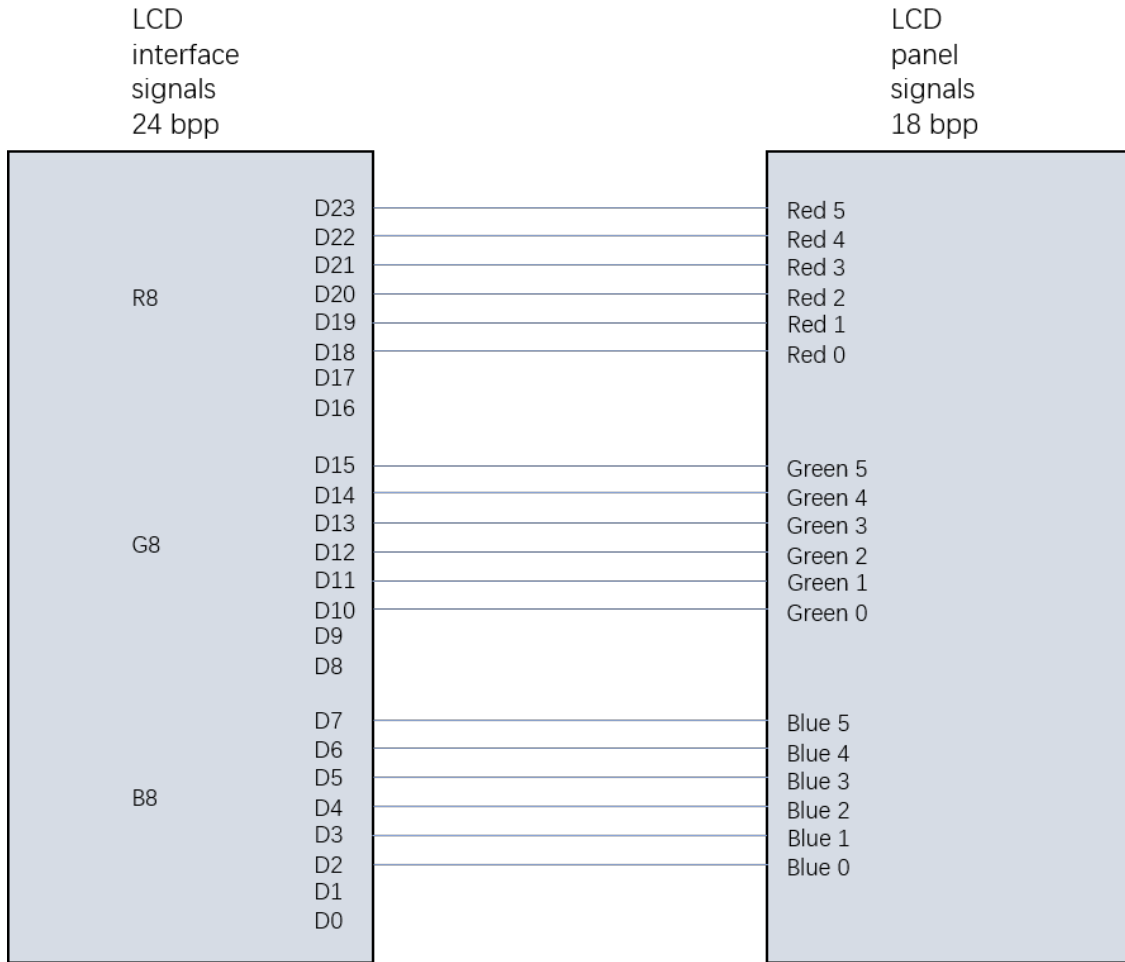 LCD
interface
signals
24 bpp
LCD
panel
signals
18 bpp
R8
G8
B8
D23
D22
D21
D20
D19
D18
D17
D16
D15
D14
D13
D12
D11
D10
D9
D8
D7
D6
D5
D4
D3
D2
D1
D0
Red 5
Red 4
Red 3
Red 2
Red 1
Red 0
Green 5
Green 4
Green 3
Green 2
Green 1
Green 0
Blue 5
Blue 4
Blue 3
Blue 2
Blue 1
Blue 0